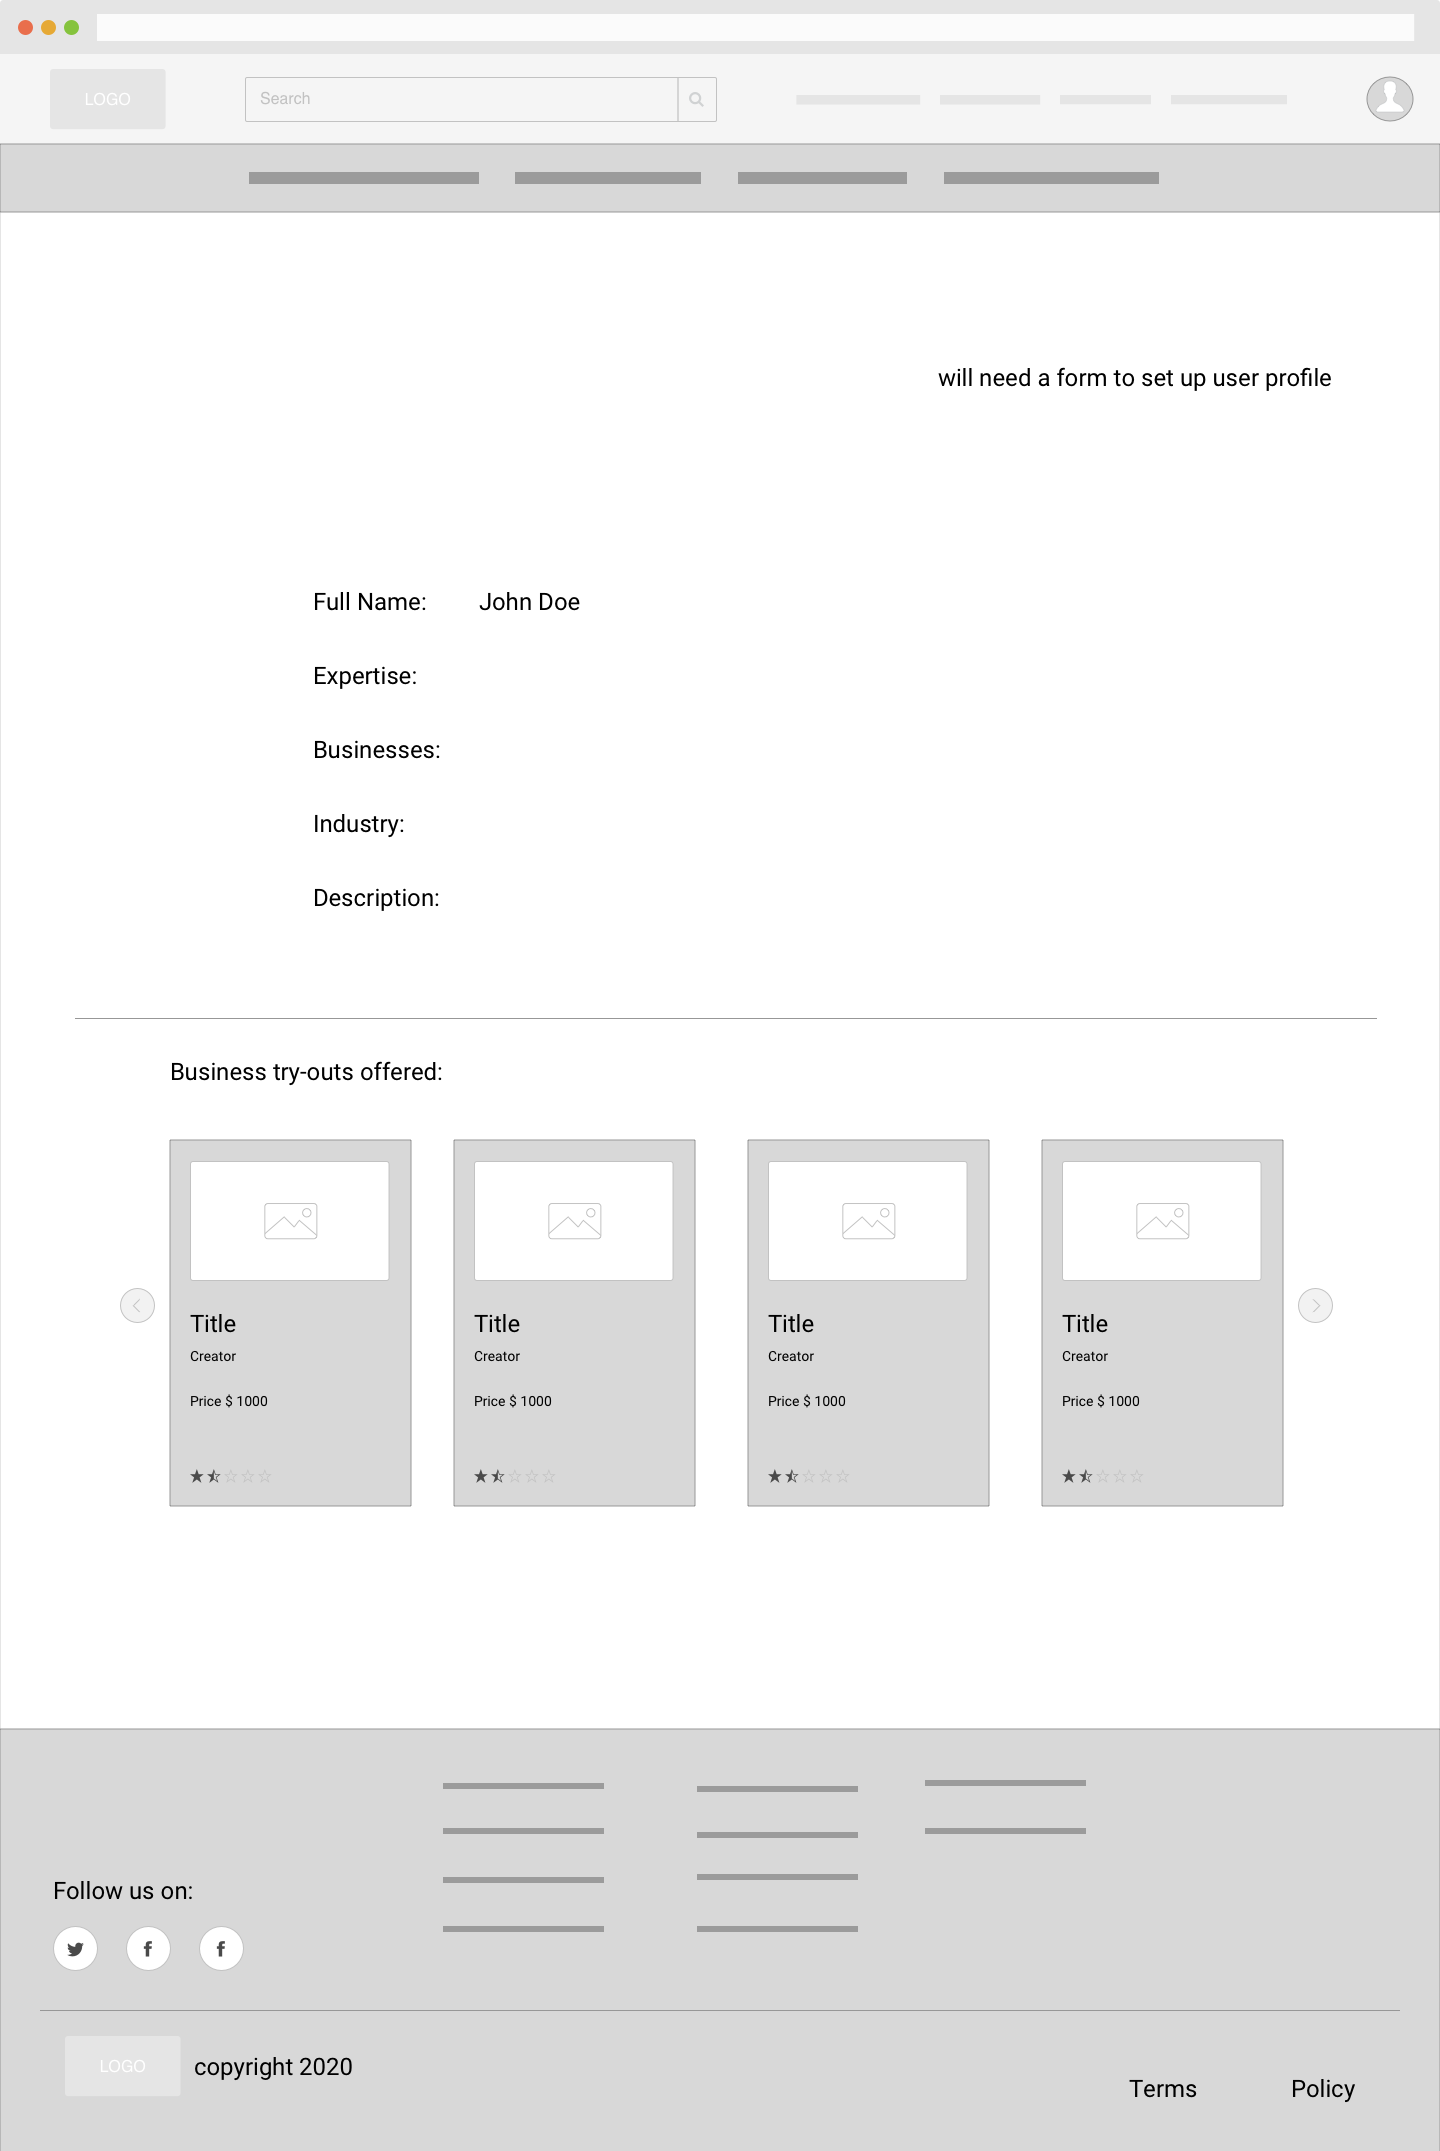 LOGO
Search
will need a form to set up user profile
Full Name: John Doe
Expertise:
Businesses:
Industry:
Description:
Business try-outs offered:
Title
Creator
Price $ 1000
Title
Creator
Price $ 1000
Title
Creator
Price $ 1000
Title
Creator
Price $ 1000
Follow us on:
LOGO
copyright 2020
Terms
Policy